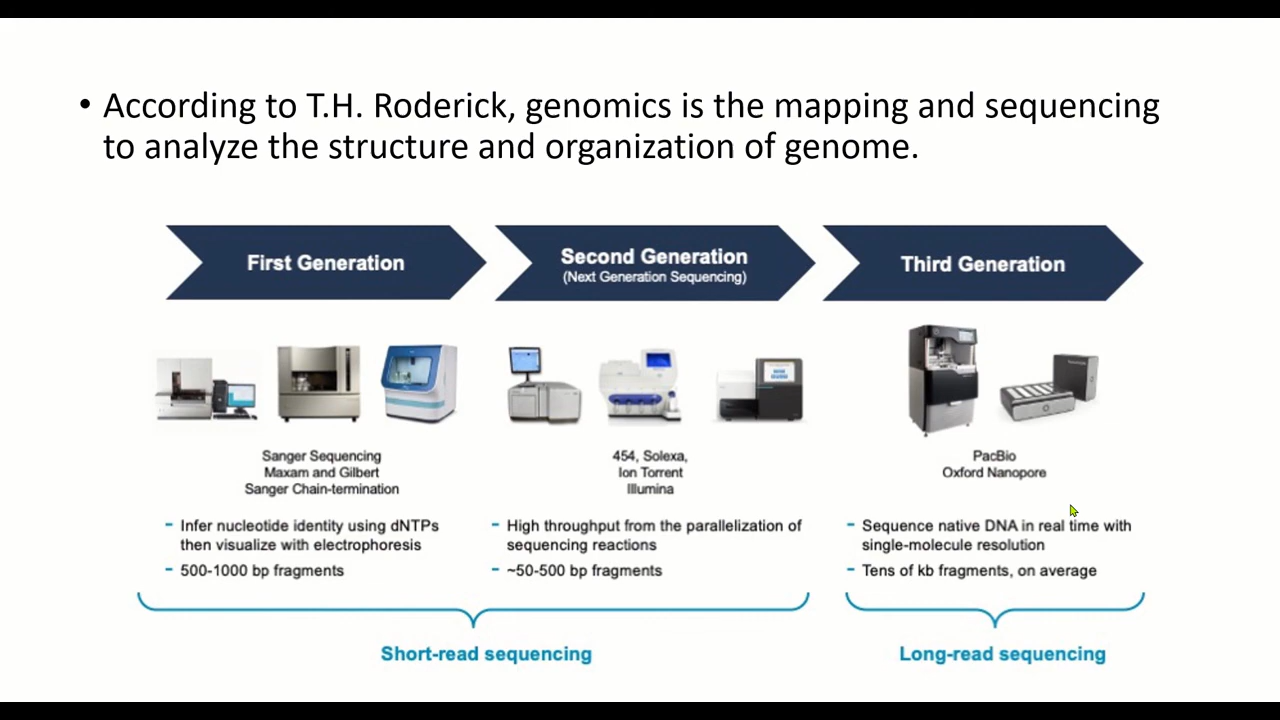 • According to T.H. Roderick, genomics is the mapping and sequencing
to analyze the structure and organization of genome.
First Generation
Second Generation
(Next Generation Sequencing)
Third Generation
Sanger Sequencing
Maxam and Gilbert
Sanger Chain-termination
454, Solexa,
Ion Torrent
Illumina
PacBio
Oxford Nanopore
- Infer nucleotide identity using dNTPs
then visualize with electrophoresis
- 500-1000 bp fragments
- High throughput from the parallelization of
sequencing reactions
- ~50-500 bp fragments
- Sequence native DNA in real time with
single-molecule resolution
- Tens of kb fragments, on average
Short-read sequencing
Long-read sequencing